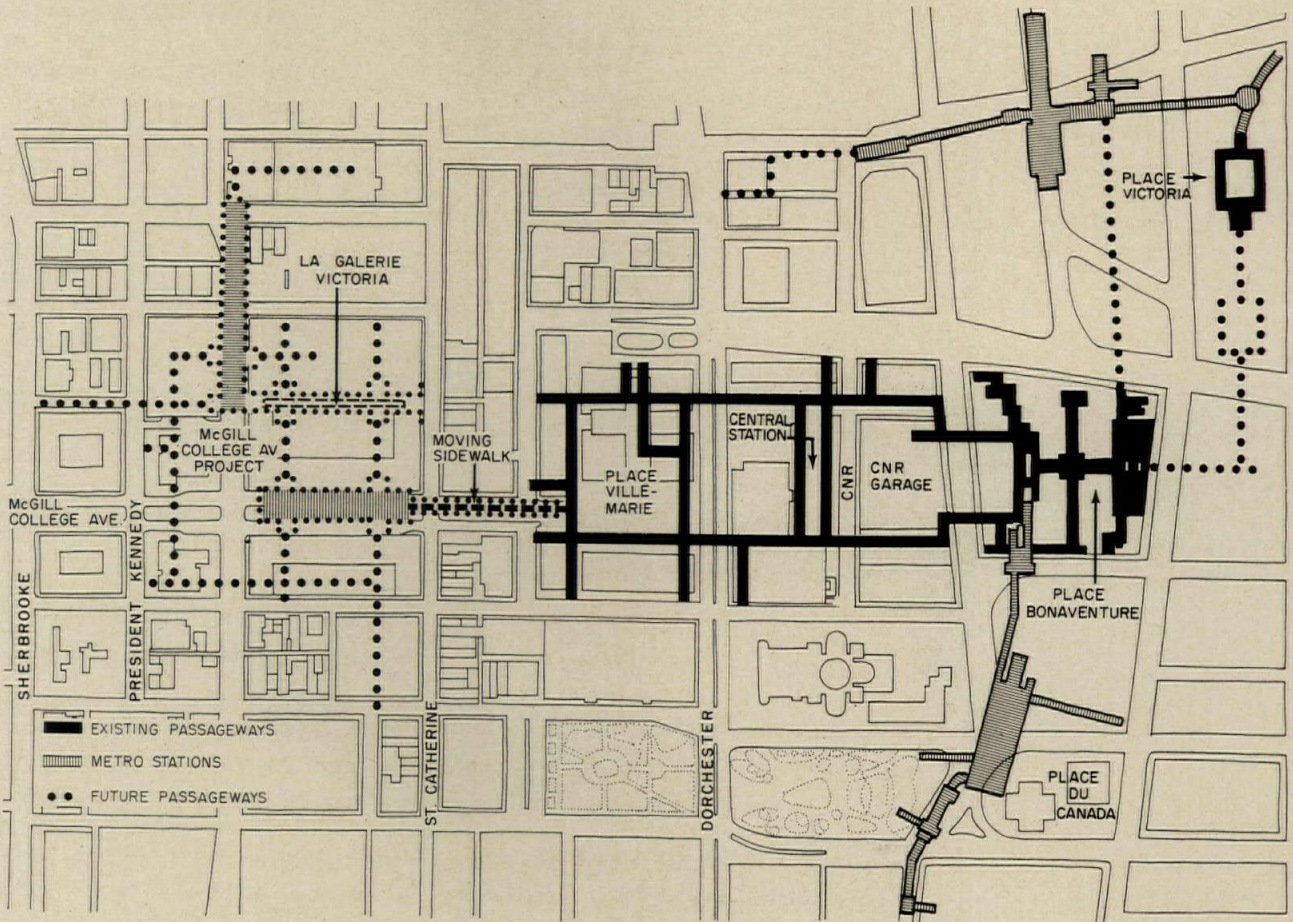 PLACE
VICTORIA
LA GALERIE
VICTORIA
McGILL
COLLEGE AV.
PROJECT
MOVING
SIDEWALK
CENTRAL
STATION
PLACE
VILLE-
MARIE
CNR
CNR
GARAGE
McGILL
COLLEGE AVE.
PLACE
BONAVENTURE
SHERBROOKE
PRESIDENT KENNEDY
ST. CATHERINE
DORCHESTER
PLACE
DU
CANADA
EXISTING PASSAGEWAYS
METRO STATIONS
FUTURE PASSAGEWAYS